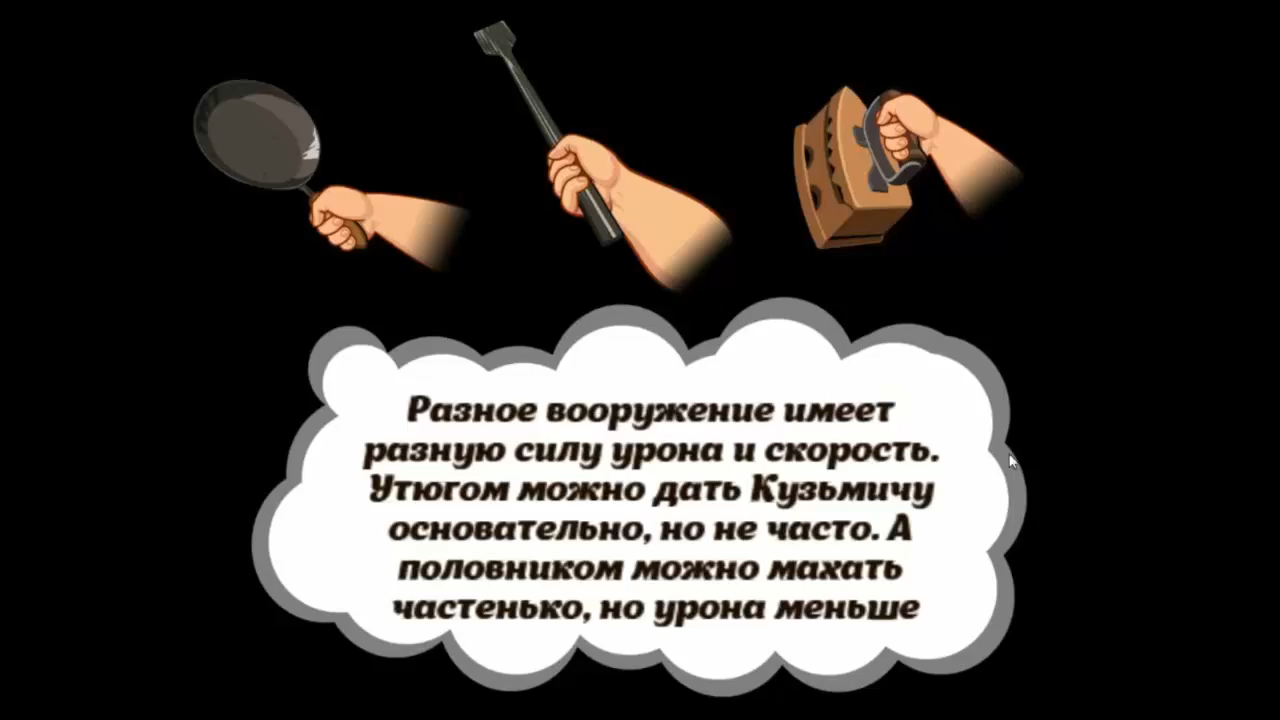 Разное вооружение имеет
разную силу урона и скорость.
Утюгом можно дать Кузьмичу
основательно, но не часто. А
половником можно махать
частенько, но урона меньше